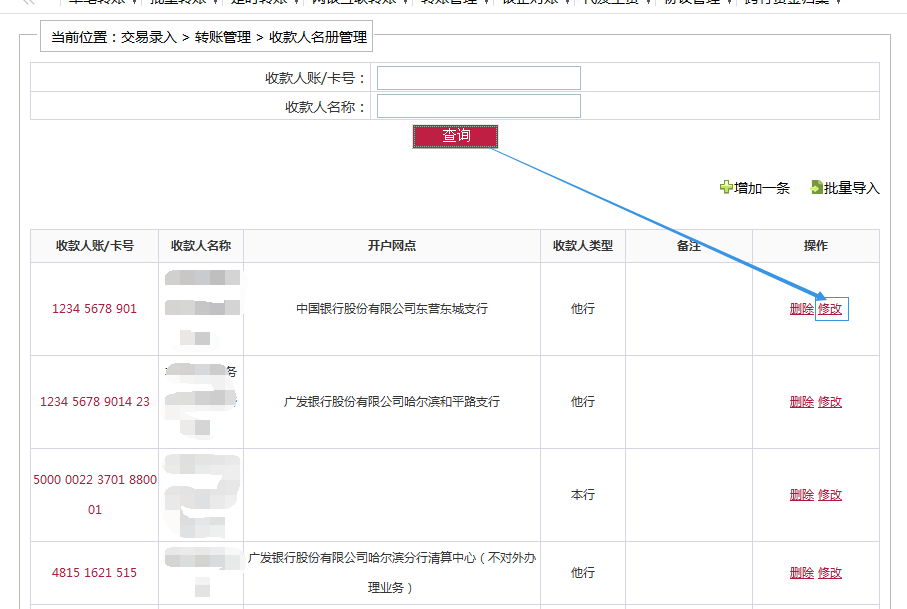 当前位置：交易录入 > 转账管理 > 收款人名册管理
收款人账/卡号：
收款人名称：
查询
增加一条 批量导入
收款人账/卡号 收款人名称 开户网点 收款人类型 备注 操作
1234 5678 901 中国银行股份有限公司东营东城支行 他行 删除 修改
务
1234 5678 9014 23 广发银行股份有限公司哈尔滨和平路支行 他行 删除 修改
5000 0022 3701 8800
01
本行 删除 修改
广发银行股份有限公司哈尔滨分行清算中心（不对外办
理业务）
4815 1621 515 他行 删除 修改